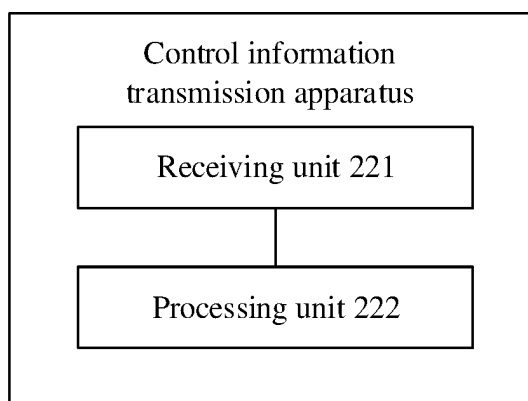 Control information
transmission apparatus
Receiving unit 221
Processing unit 222